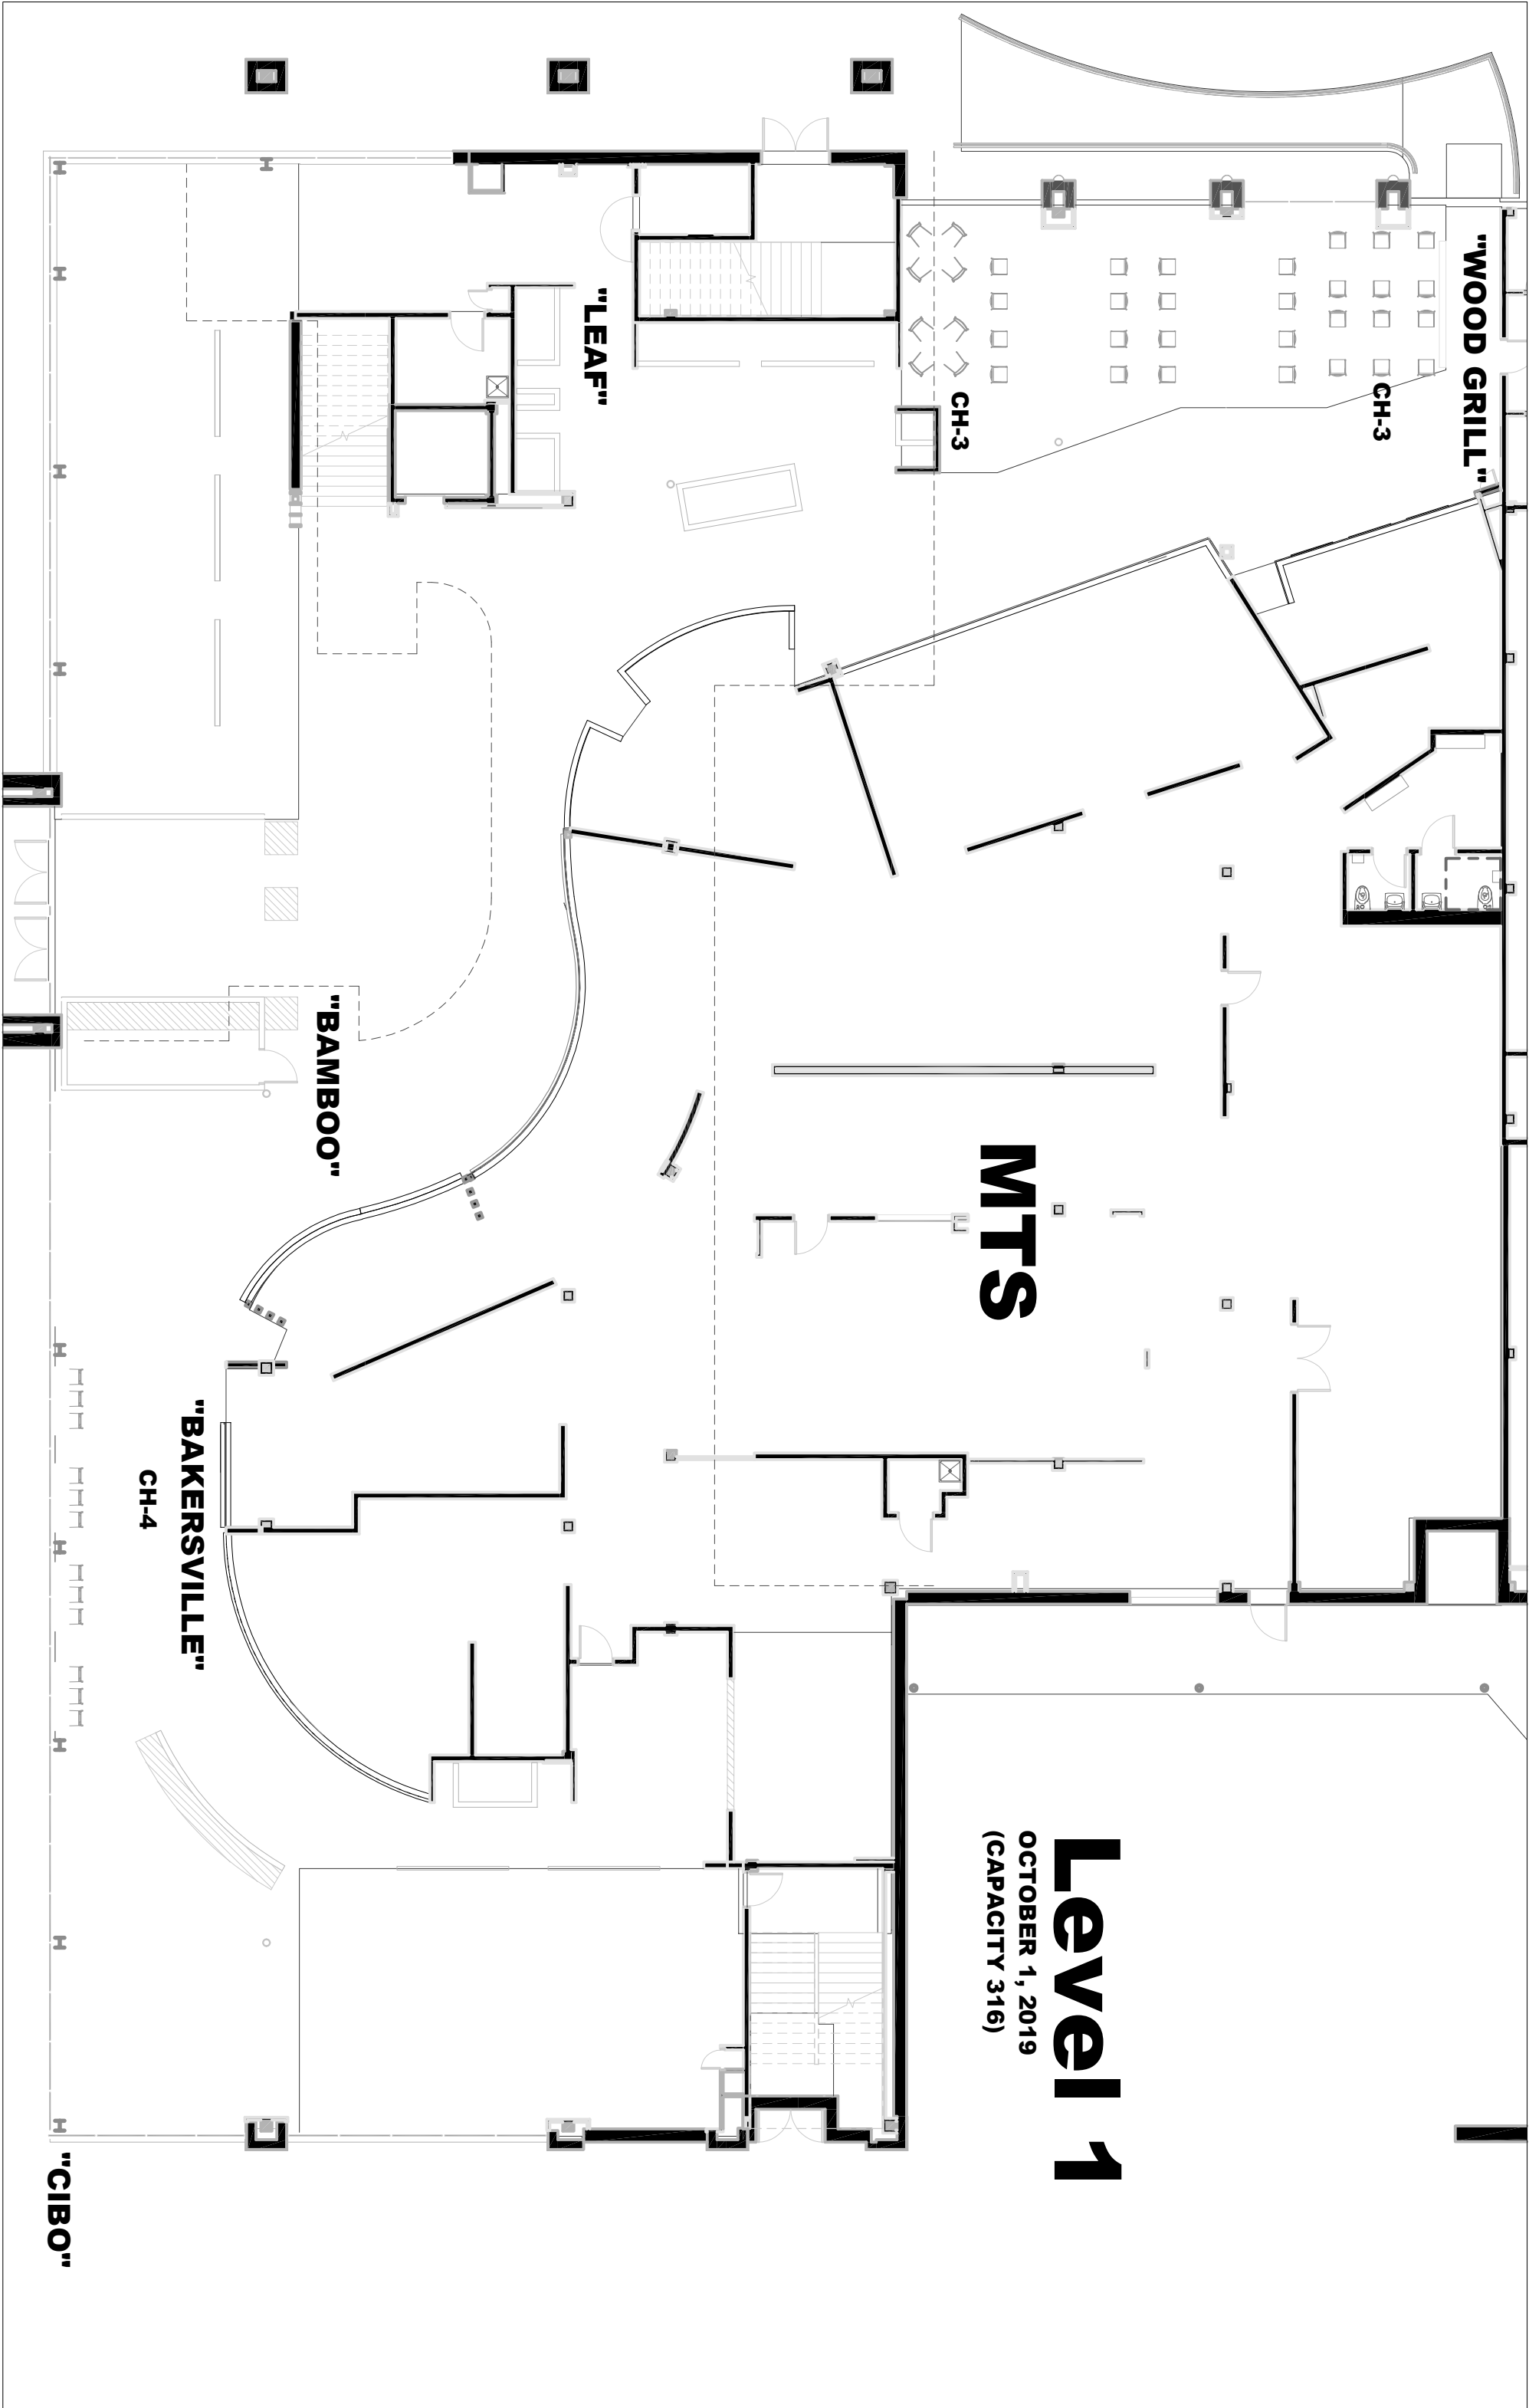 "WOOD GRILL"
CH-3
CH-3
"LEAF"
MTS
"BAMBOO"
"BAKERSVILLE"
CH-4
Level 1
OCTOBER 1, 2019
(CAPACITY 316)
"CIBO"